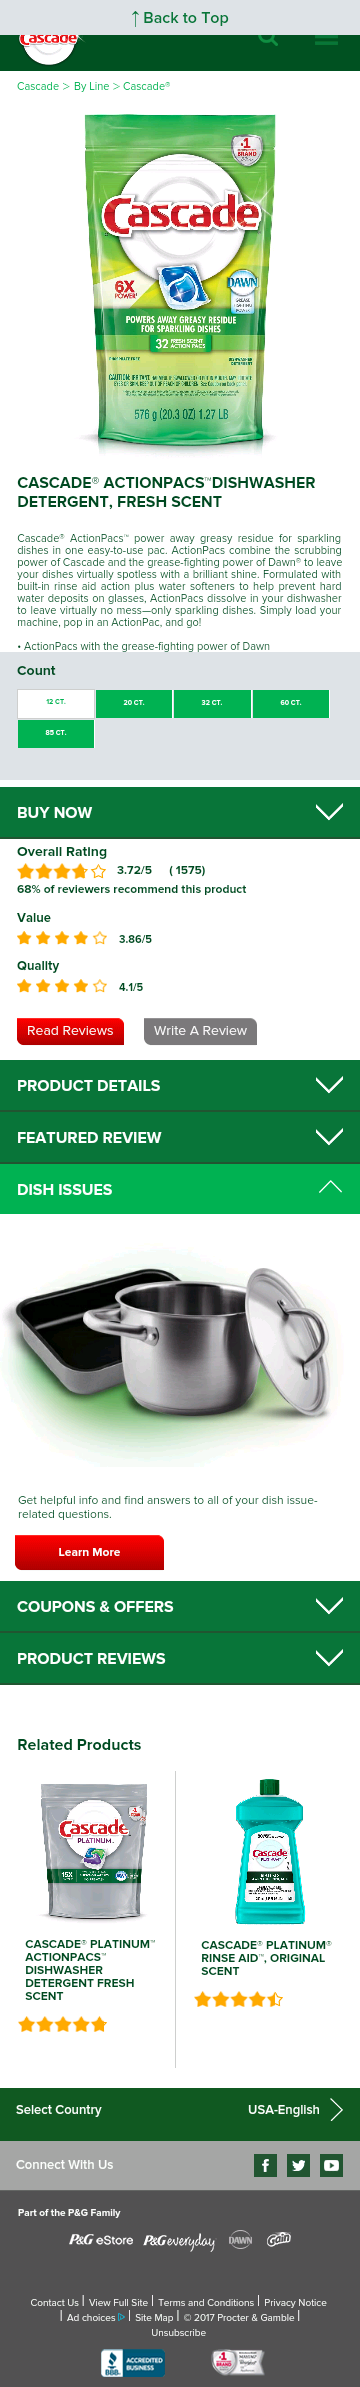 ↑ Back to Top
Cascade
Cascade > By Line > Cascade®
#1
BRAND
Cascade
6X
POWER
DAWN
GREASE
FIGHTING
POWER
POWERS AWAY GREASY RESIDUE
FOR SPARKLING DISHES
32 FRESH SCENT
ACTION PACS
PHOSPHATE FREE
DISHWASHER
DETERGENT
576 g (20.3 OZ) 1.27 LB
CASCADE® ACTIONPACS™DISHWASHER
DETERGENT, FRESH SCENT
Cascade® ActionPacs™ power away greasy residue for sparkling
dishes in one easy-to-use pac. ActionPacs combine the scrubbing
power of Cascade and the grease-fighting power of Dawn® to leave
your dishes virtually spotless with a brilliant shine. Formulated with
built-in rinse aid action plus water softeners to help prevent hard
water deposits on glasses, ActionPacs dissolve in your dishwasher
to leave virtually no mess—only sparkling dishes. Simply load your
machine, pop in an ActionPac, and go!
• ActionPacs with the grease-fighting power of Dawn
Count
12 CT. 20 CT. 32 CT. 60 CT.
85 CT.
BUY NOW
Overall Rating
3.72/5 ( 1575)
68% of reviewers recommend this product
Value
3.86/5
Quality
4.1/5
Read Reviews Write A Review
PRODUCT DETAILS
FEATURED REVIEW
DISH ISSUES
Get helpful info and find answers to all of your dish issue-
related questions.
Learn More
COUPONS & OFFERS
PRODUCT REVIEWS
Related Products
Cascade
PLATINUM
Cascade
CASCADE® PLATINUM™
ACTIONPACS™
DISHWASHER
DETERGENT FRESH
SCENT
CASCADE® PLATINUM®
RINSE AID™, ORIGINAL
SCENT
Select Country USA-English
Connect With Us
Part of the P&G Family
P&G eStore P&G everyday DAWN Gain
Contact Us | View Full Site | Terms and Conditions | Privacy Notice
| Ad choices | Site Map | © 2017 Procter & Gamble |
Unsubscribe
BBB ACCREDITED
BUSINESS
#1
BRAND